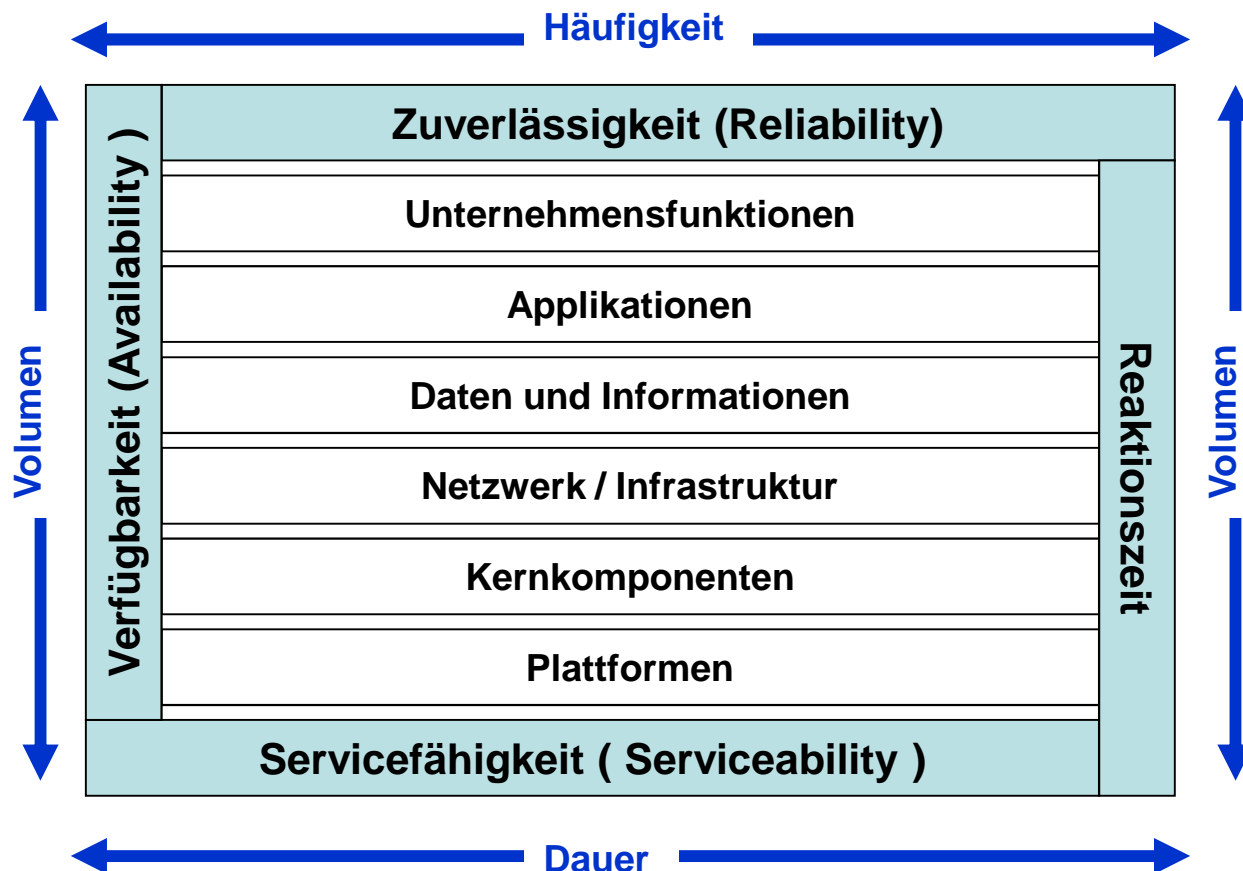 Häufigkeit
Zuverlässigkeit (Reliability)
Verfügbarkeit (Availability )
Volumen
Unternehmensfunktionen
Applikationen
Daten und Informationen
Netzwerk / Infrastruktur
Kernkomponenten
Plattformen
Reaktionszeit
Volumen
Servicefähigkeit ( Serviceability )
Dauer